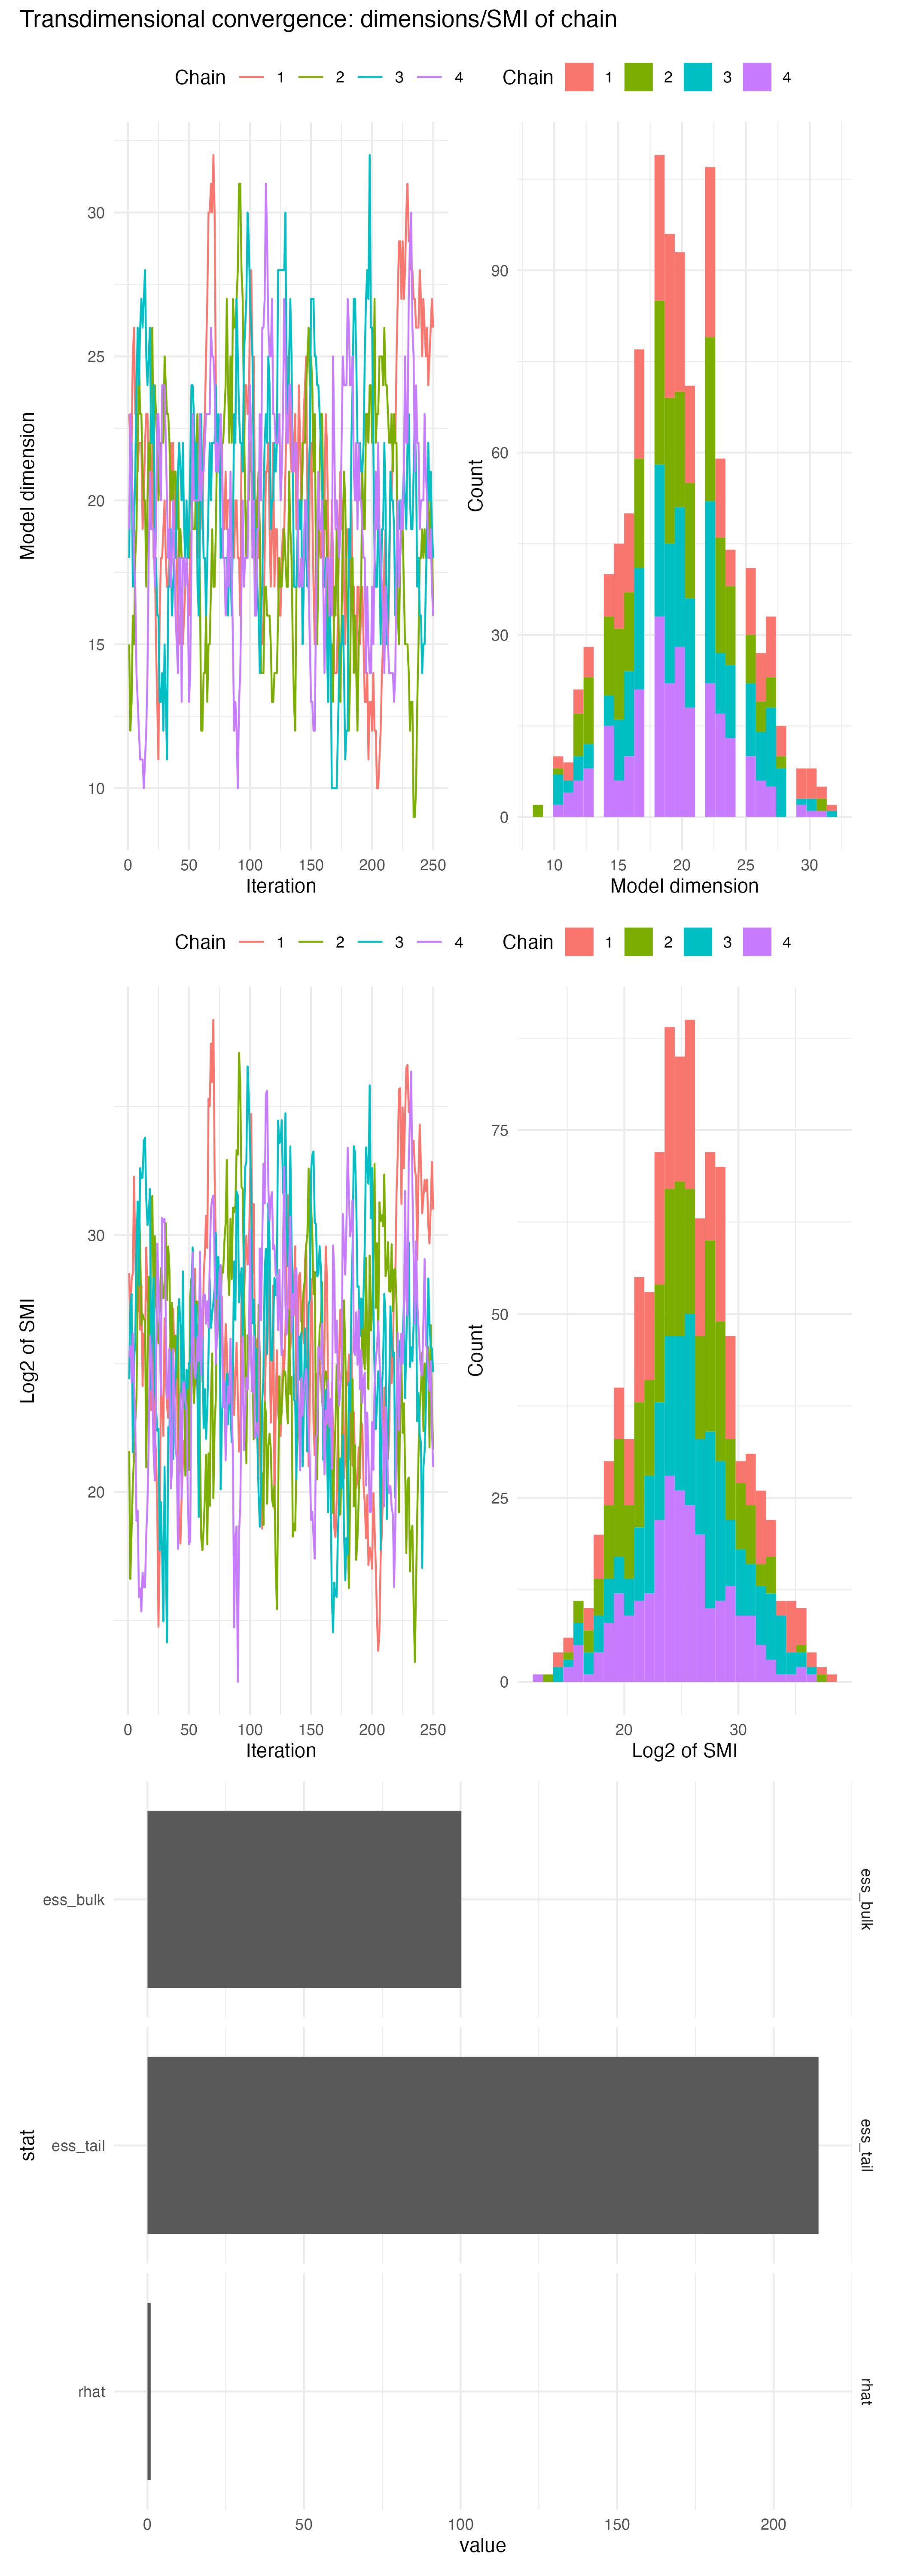 Transdimensional convergence: dimensions/SMI of chain
Chain 1 2 3 4 Chain 1 2 3 4
30
25
20
15
10
Model dimension
0 50 100 150 200 250
Iteration
90
60
30
0
Count
10 15 20 25 30
Model dimension
Chain 1 2 3 4 Chain 1 2 3 4
30
20
Log2 of SMI
0 50 100 150 200 250
Iteration
75
50
25
0
Count
20 30
Log2 of SMI
ess_bulk
ess_bulk
stat
ess_tail
ess_tail
rhat
rhat
0 50 100 150 200
value